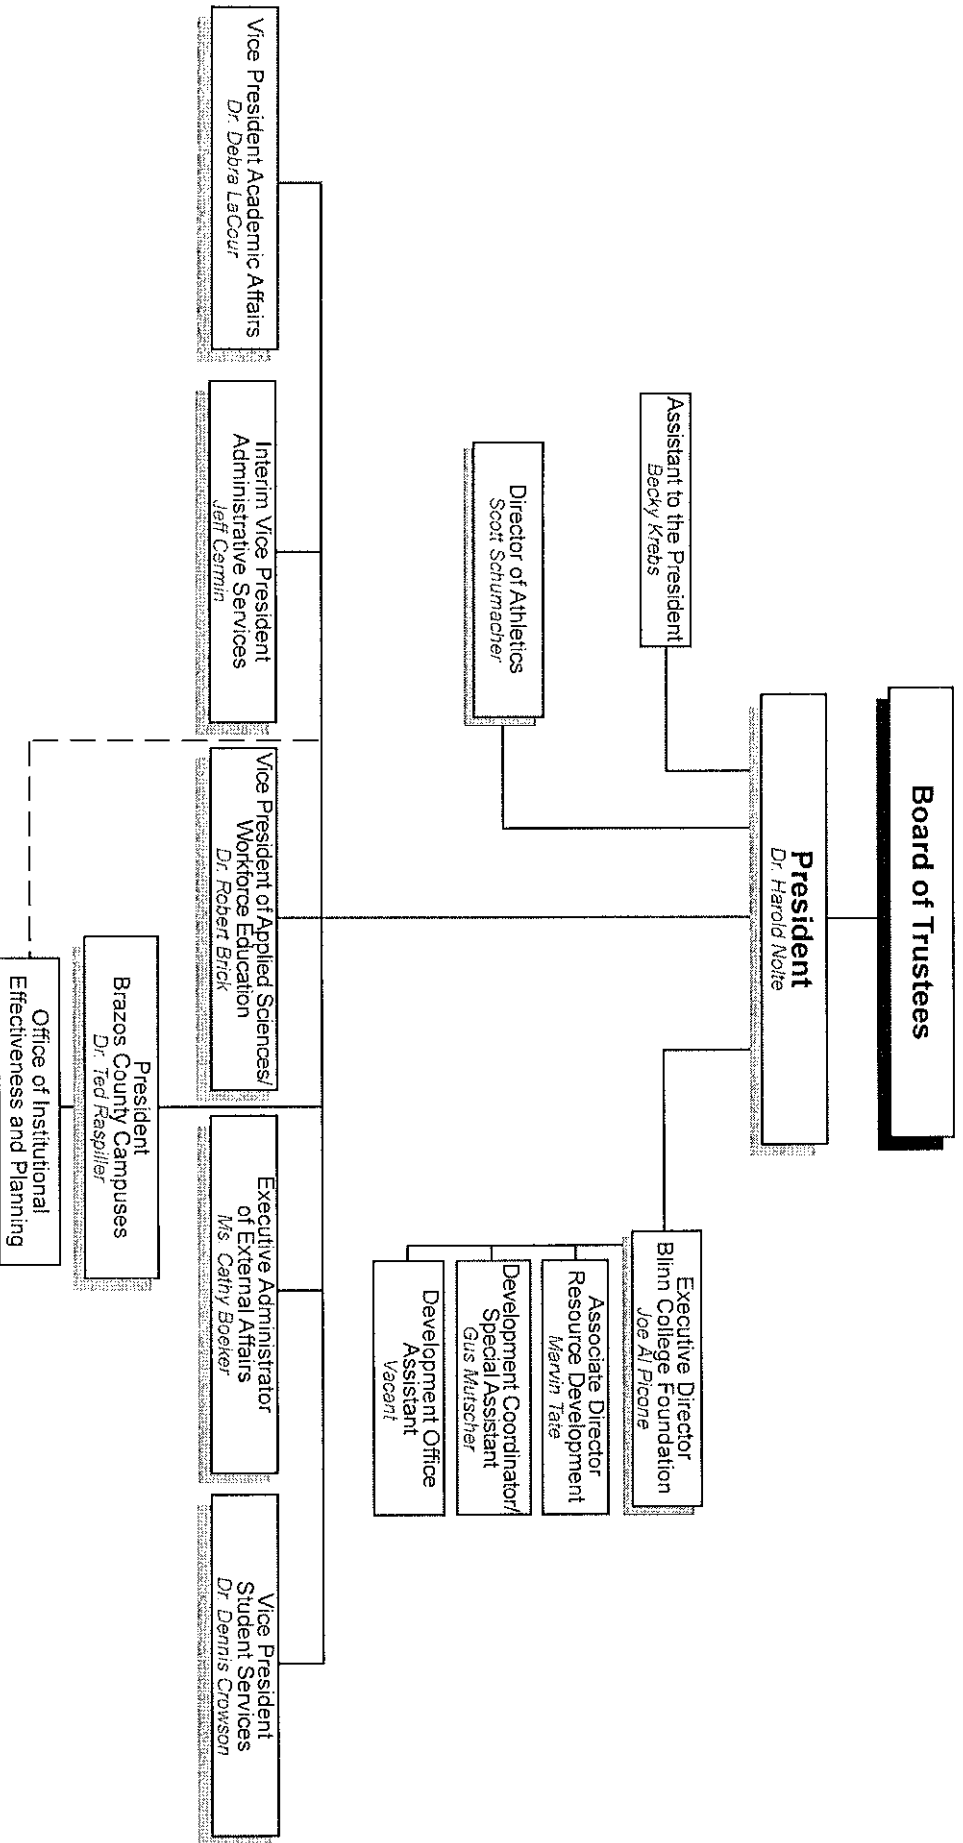 Board of Trustees
President
Dr. Harold Nolte
Assistant to the President
Becky Krebs
Director of Athletics
Scott Schumacher
Executive Director
Blinn College Foundation
Joe Al Picone
Associate Director
Resource Development
Marvin Tate
Development Coordinator/
Special Assistant
Gus Mutscher
Development Office
Assistant
Vacant
Vice President Academic Affairs
Dr. Debra LaCour
Interim Vice President
Administrative Services
Jeff Cermin
Vice President of Applied Sciences/
Workforce Education
Dr. Robert Brick
Executive Administrator
of External Affairs
Ms. Cathy Boeker
Vice President
Student Services
Dr. Dennis Crowson
President
Brazos County Campuses
Dr. Ted Raspiller
Office of Institutional
Effectiveness and Planning